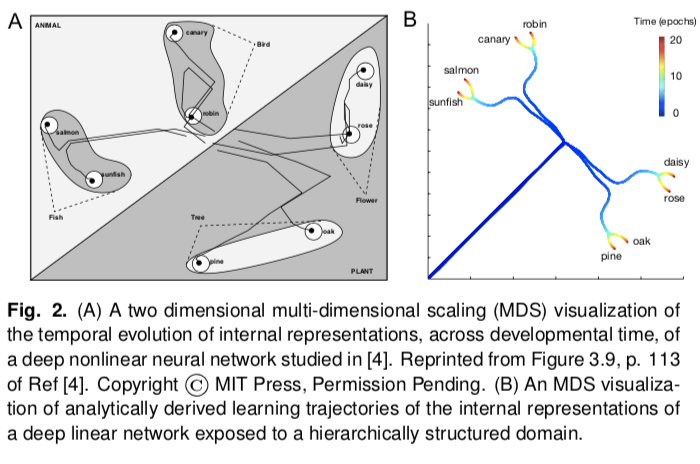 A
ANIMAL
canary
Bird
robin
daisy
rose
salmon
sunfish
Fish
Flower
Tree
oak
pine
PLANT
B
robin
canary
salmon
sunfish
daisy
rose
oak
pine
Time (epochs)
20
10
0
Fig. 2. (A) A two dimensional multi-dimensional scaling (MDS) visualization of
the temporal evolution of internal representations, across developmental time, of
a deep nonlinear neural network studied in [4]. Reprinted from Figure 3.9, p. 113
of Ref [4]. Copyright © MIT Press, Permission Pending. (B) An MDS visualiza-
tion of analytically derived learning trajectories of the internal representations of
a deep linear network exposed to a hierarchically structured domain.